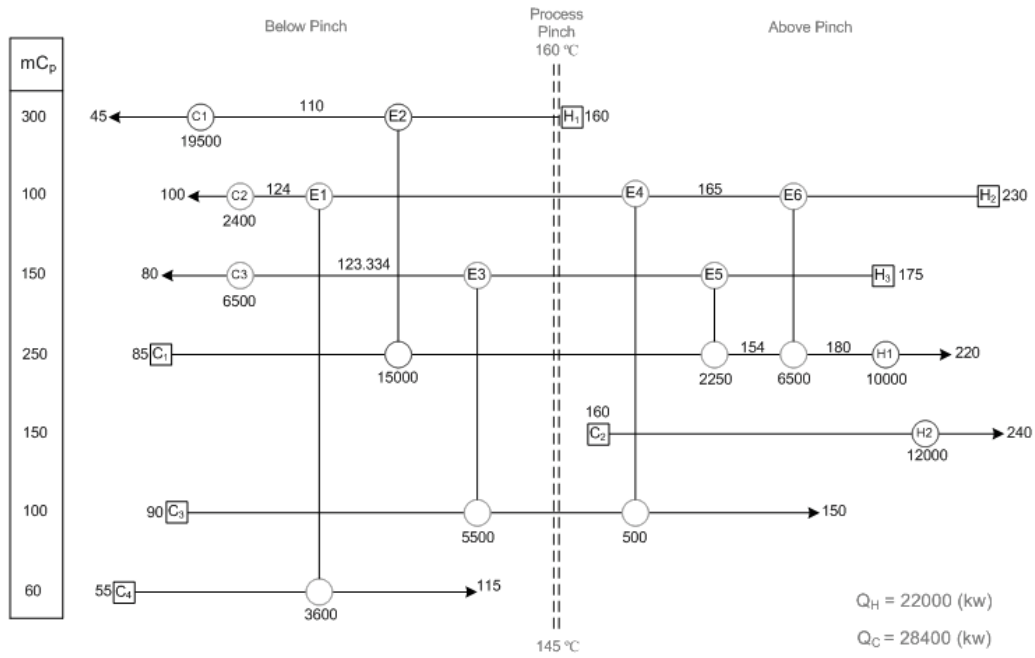 Below Pinch
Process
Pinch
160 °C
Above Pinch
mCp
300
45
C1
19500
110
E2
H1
160
100
100
C2
2400
124
E1
E4
165
E6
H2
230
150
80
C3
6500
123.334
E3
E5
H3
175
250
85
C1
15000
2250
154
6500
180
H1
10000
220
150
160
C2
H2
12000
240
100
90
C3
5500
500
150
60
55
C4
3600
115
QH = 22000 (kw)
QC = 28400 (kw)
145 °C